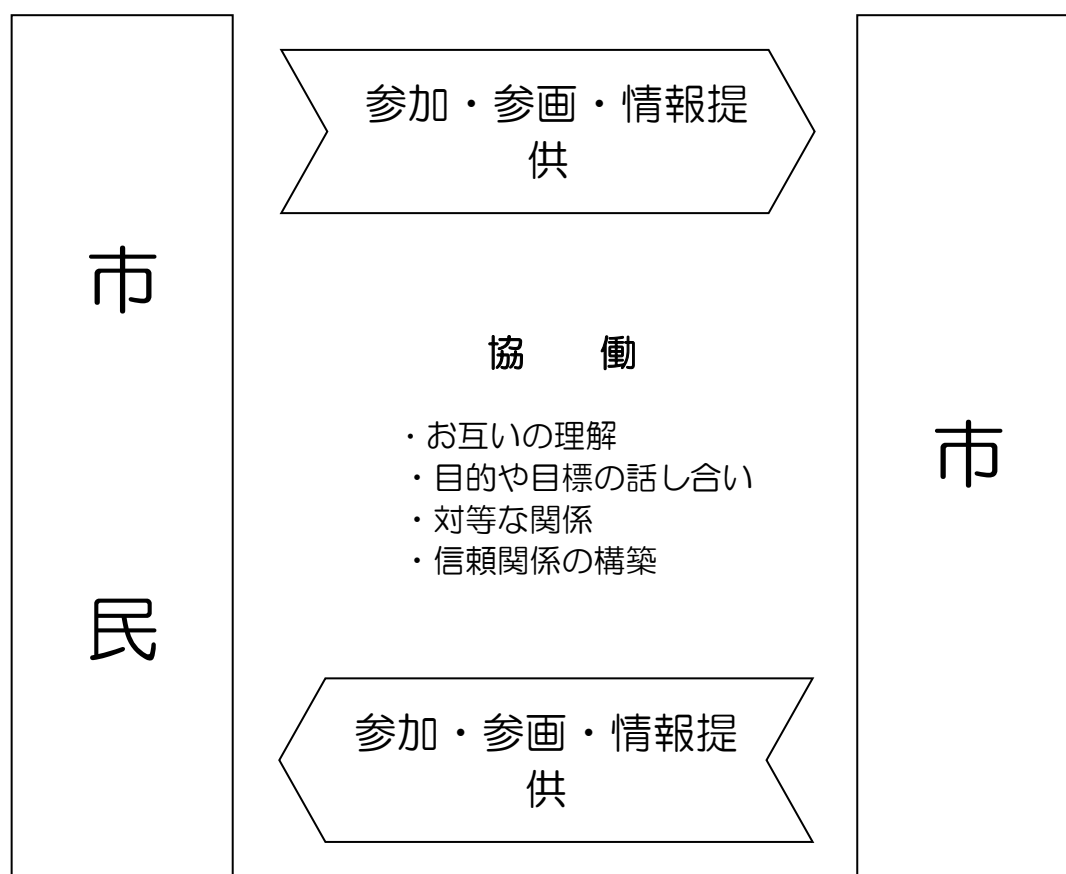 市民
参加・参画・情報提
供
協　働
・お互いの理解
・目的や目標の話し合い
・対等な関係
・信頼関係の構築
参加・参画・情報提
供
市